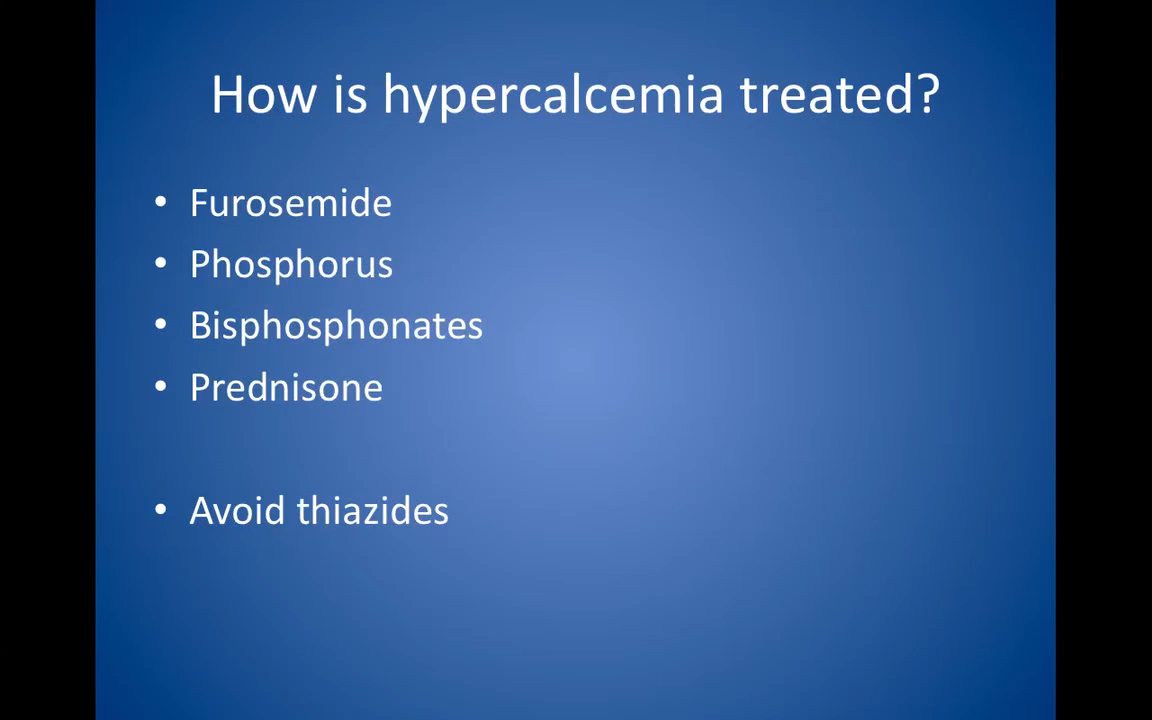 How is hypercalcemia treated?
• Furosemide
• Phosphorus
• Bisphosphonates
• Prednisone
• Avoid thiazides